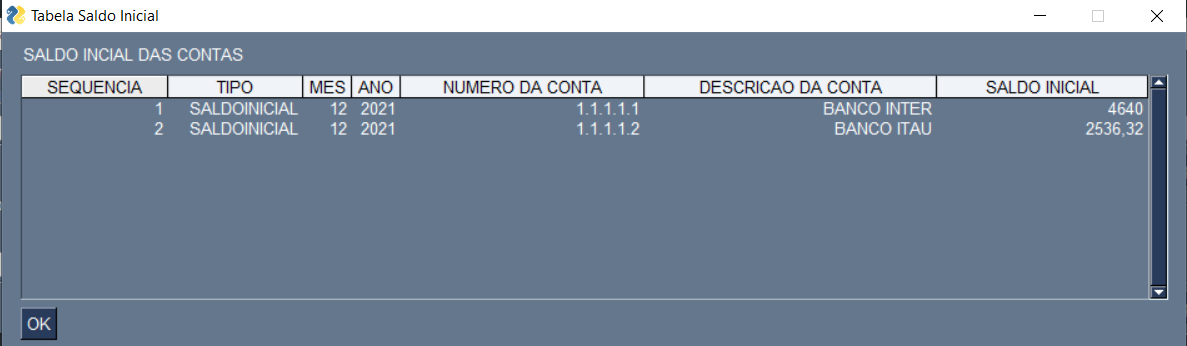 Tabela Saldo Inicial
SALDO INCIAL DAS CONTAS
SEQUENCIA TIPO MES ANO NUMERO DA CONTA DESCRICAO DA CONTA SALDO INICIAL
1 SALDOINICIAL 12 2021 1.1.1.1.1 BANCO INTER 4640
2 SALDOINICIAL 12 2021 1.1.1.1.2 BANCO ITAU 2536,32
OK